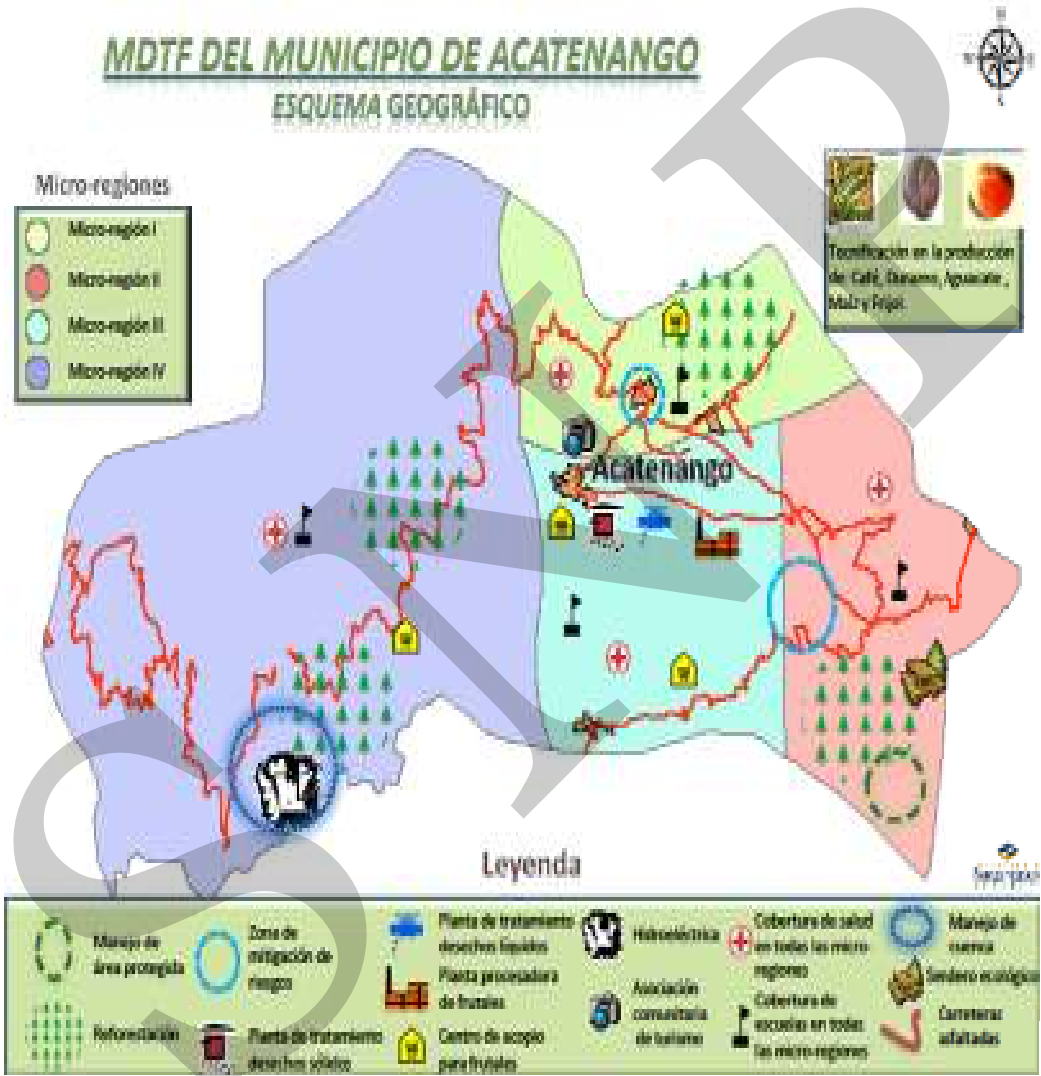 MDTF DEL MUNICIPIO DE ACATENANGO
ESQUEMA GEOGRÁFICO
Micro-regiones
Micro-región I
Micro-región II
Micro-región III
Micro-región IV
Tecnificación en la producción
de: Café, Durazno, Aguacate,
Maíz y Frijol.
Acatenango
Leyenda
Manejo de
área protegida
Reforestación
Zona de
mitigación de
riesgos
Planta de tratamiento
desechos sólidos
Planta de tratamiento
desechos líquidos
Planta procesadora
de frutales
Centro de acopio
para frutales
Hidroeléctrica
Asociación
comunitaria
de turismo
Cobertura de salud
en todas las micro
regiones
Cobertura de
escuelas en todas
las micro-regiones
Manejo de
cuenca
Sendero ecológico
Carreteras
asfaltadas